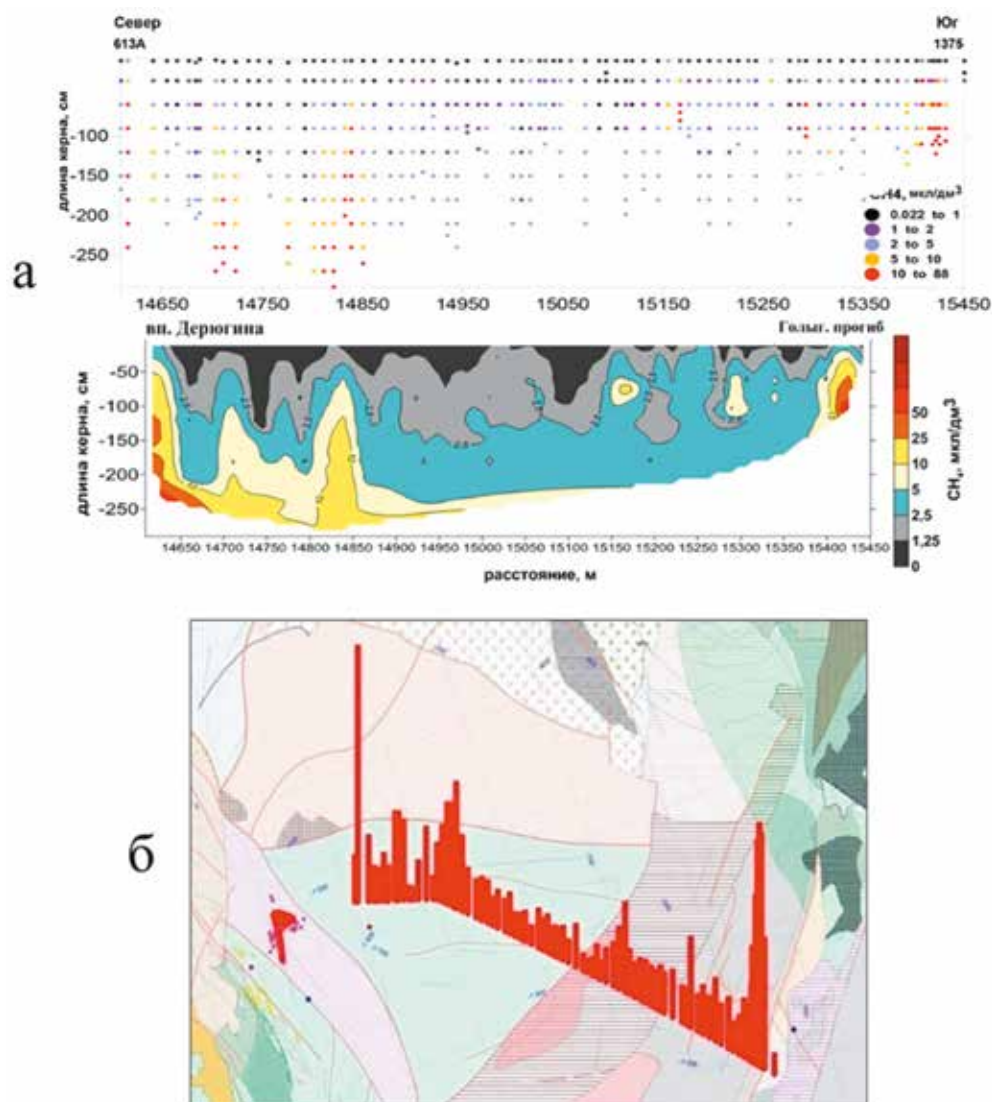 Север Юг
613А 1375
длина керна, см
-100
-150
-200
-250
CH4, мкл/дм3
0.022 to 1
1 to 2
2 to 5
5 to 10
10 to 88
а
14650 14750 14850 14950 15050 15150 15250 15350 15450
вп. Дерюгина Голыг. прогиб
длина керна, см
-50
-100
-150
-200
-250
50
25
10
5
2,5
1,25
0
CH₄, мкл/дм3
14650 14700 14750 14800 14850 14900 14950 15000 15050 15100 15150 15200 15250 15300 15350 15400 15450
расстояние, м
б